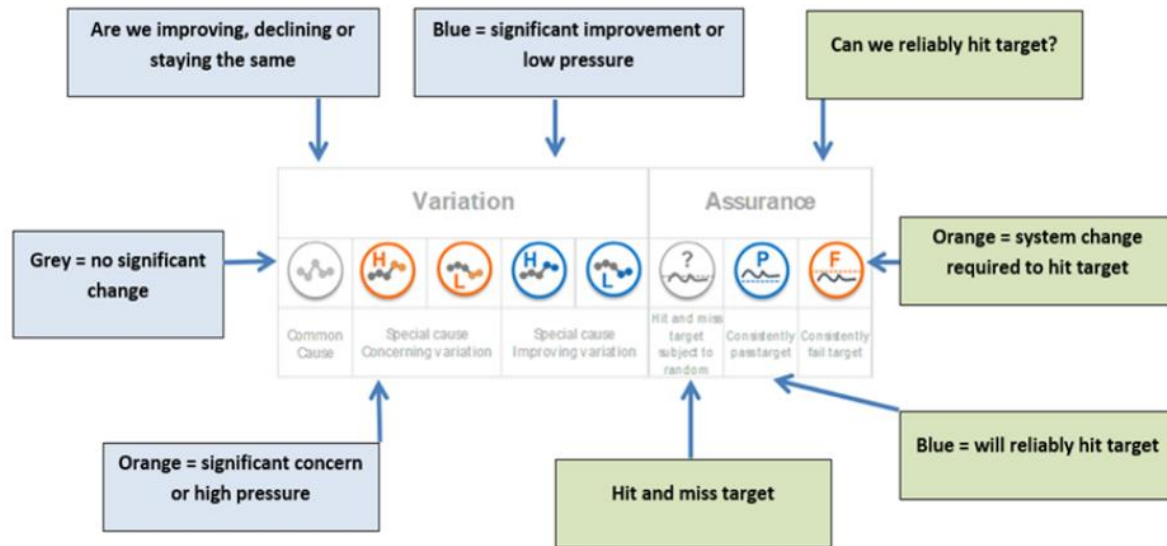 Are we improving, declining or
staying the same
Blue = significant improvement or
low pressure
Can we reliably hit target?
Variation
Assurance
Grey = no significant
change
H
L
H
L
?
P
F
Orange = system change
required to hit target
Common
Cause
Special cause
Concerning variation
Special cause
Improving variation
Hit and miss
target
subject to
random
Consistently
pass target
Consistently
fail target
Orange = significant concern
or high pressure
Hit and miss target
Blue = will reliably hit target